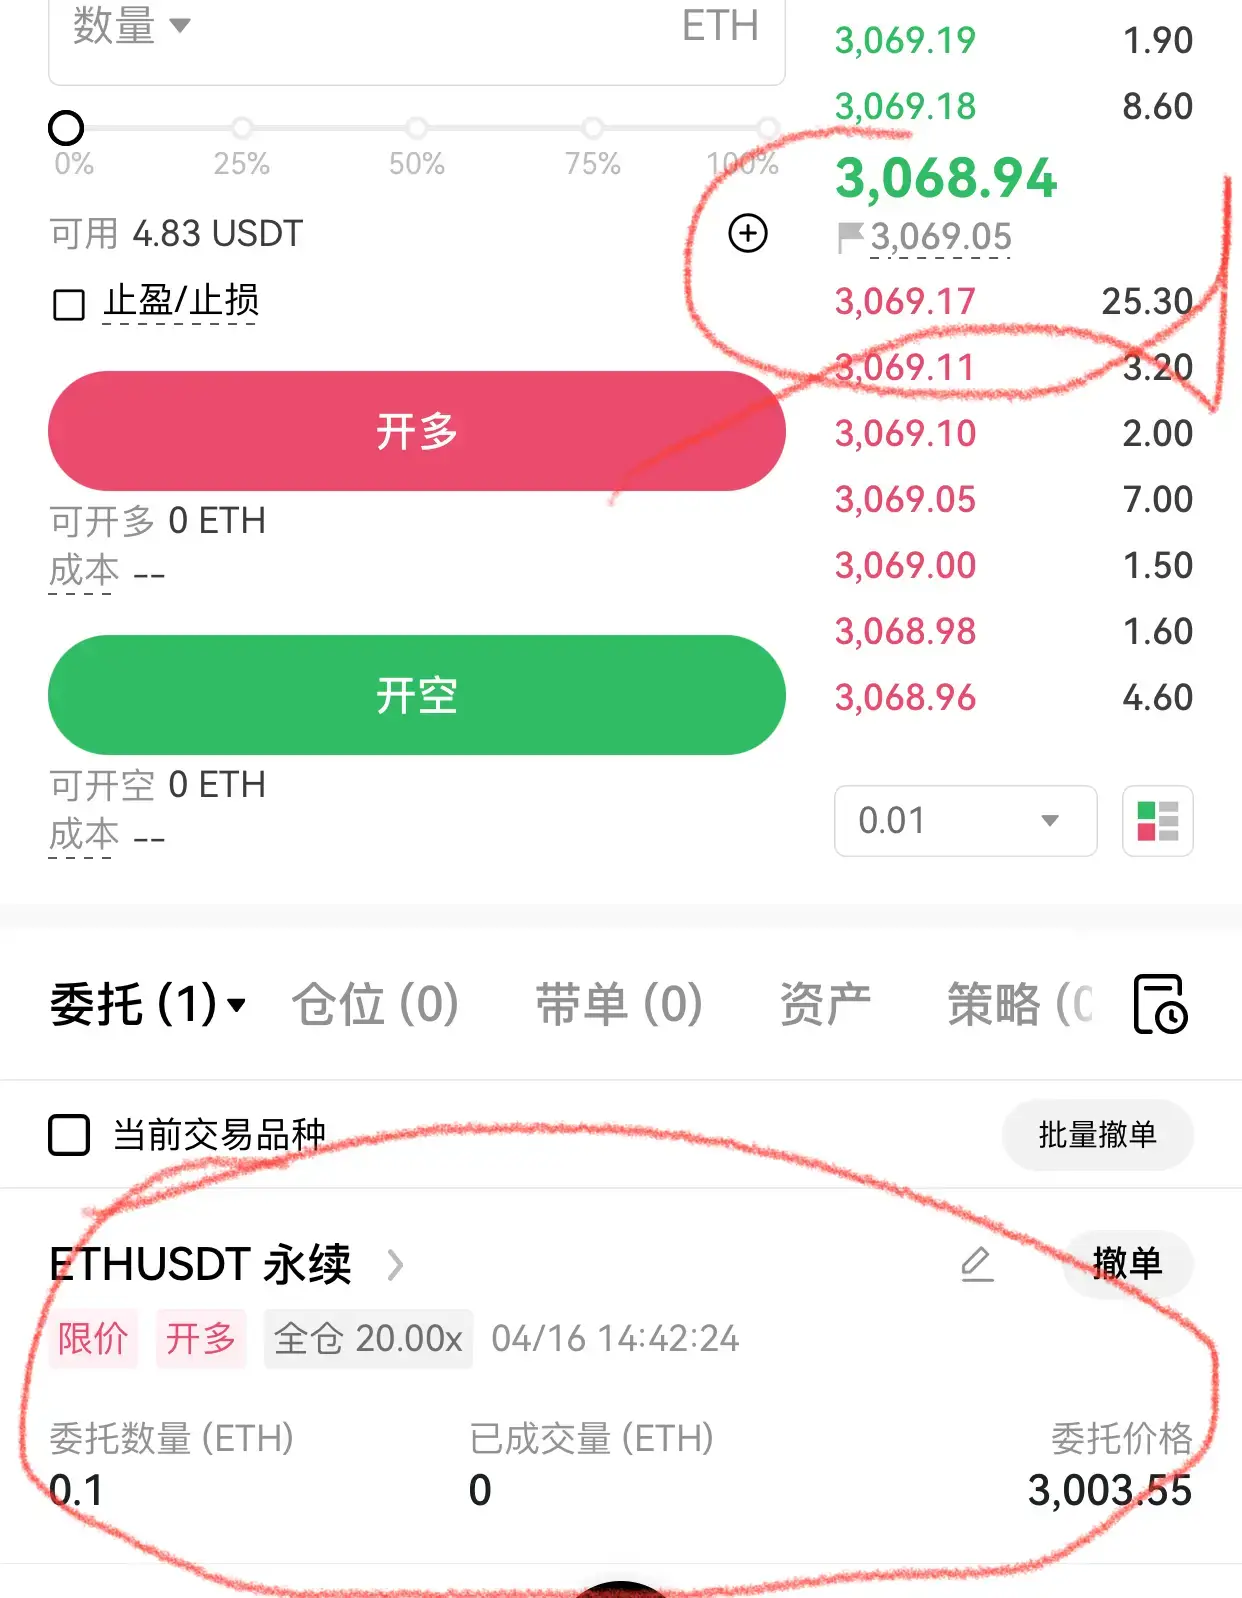 数量 ETH
0% 25% 50% 75% 100%
可用 4.83 USDT
止盈/止损
开多
可开多 0 ETH
成本 --
开空
可开空 0 ETH
成本 --
3,069.19 1.90
3,069.18 8.60
3,068.94
3,069.05
3,069.17 25.30
3,069.11 3.20
3,069.10 2.00
3,069.05 7.00
3,069.00 1.50
3,068.98 1.60
3,068.96 4.60
0.01
委托 (1) 仓位 (0) 带单 (0) 资产 策略
当前交易品种 批量撤单
ETHUSDT 永续 撤单
限价 开多 全仓 20.00x 04/16 14:42:24
委托数量 (ETH) 已成交量 (ETH) 委托价格
0.1 0 3,003.55